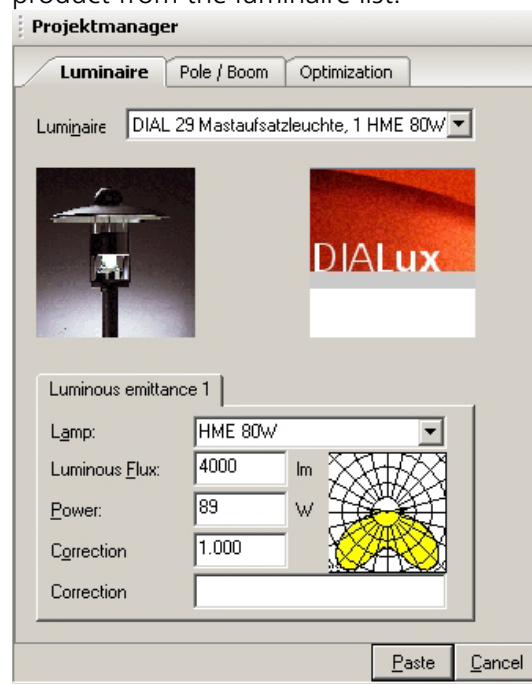 product from the luminaire list.
Projektmanager
Luminaire Pole / Boom Optimization
Luminaire DIAL 29 Mastaufsatzleuchte, 1 HME 80W
DIALux
Luminous emittance 1
Lamp: HME 80W
Luminous Flux: 4000 lm
Power: 89 W
Correction 1.000
Correction
Paste Cancel